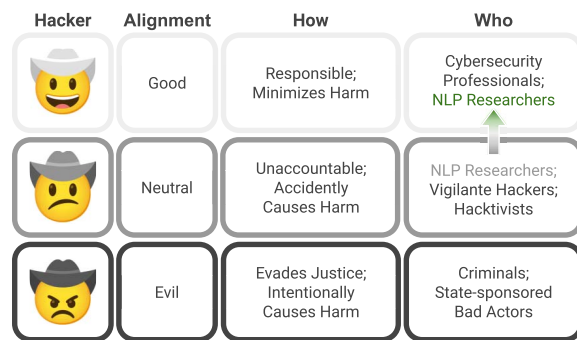 Hacker Alignment How Who
Good
Responsible;
Minimizes Harm
Cybersecurity
Professionals;
NLP Researchers
Neutral
Unaccountable;
Accidently
Causes Harm
NLP Researchers;
Vigilante Hackers;
Hacktivists
Evil
Evades Justice;
Intentionally
Causes Harm
Criminals;
State-sponsored
Bad Actors